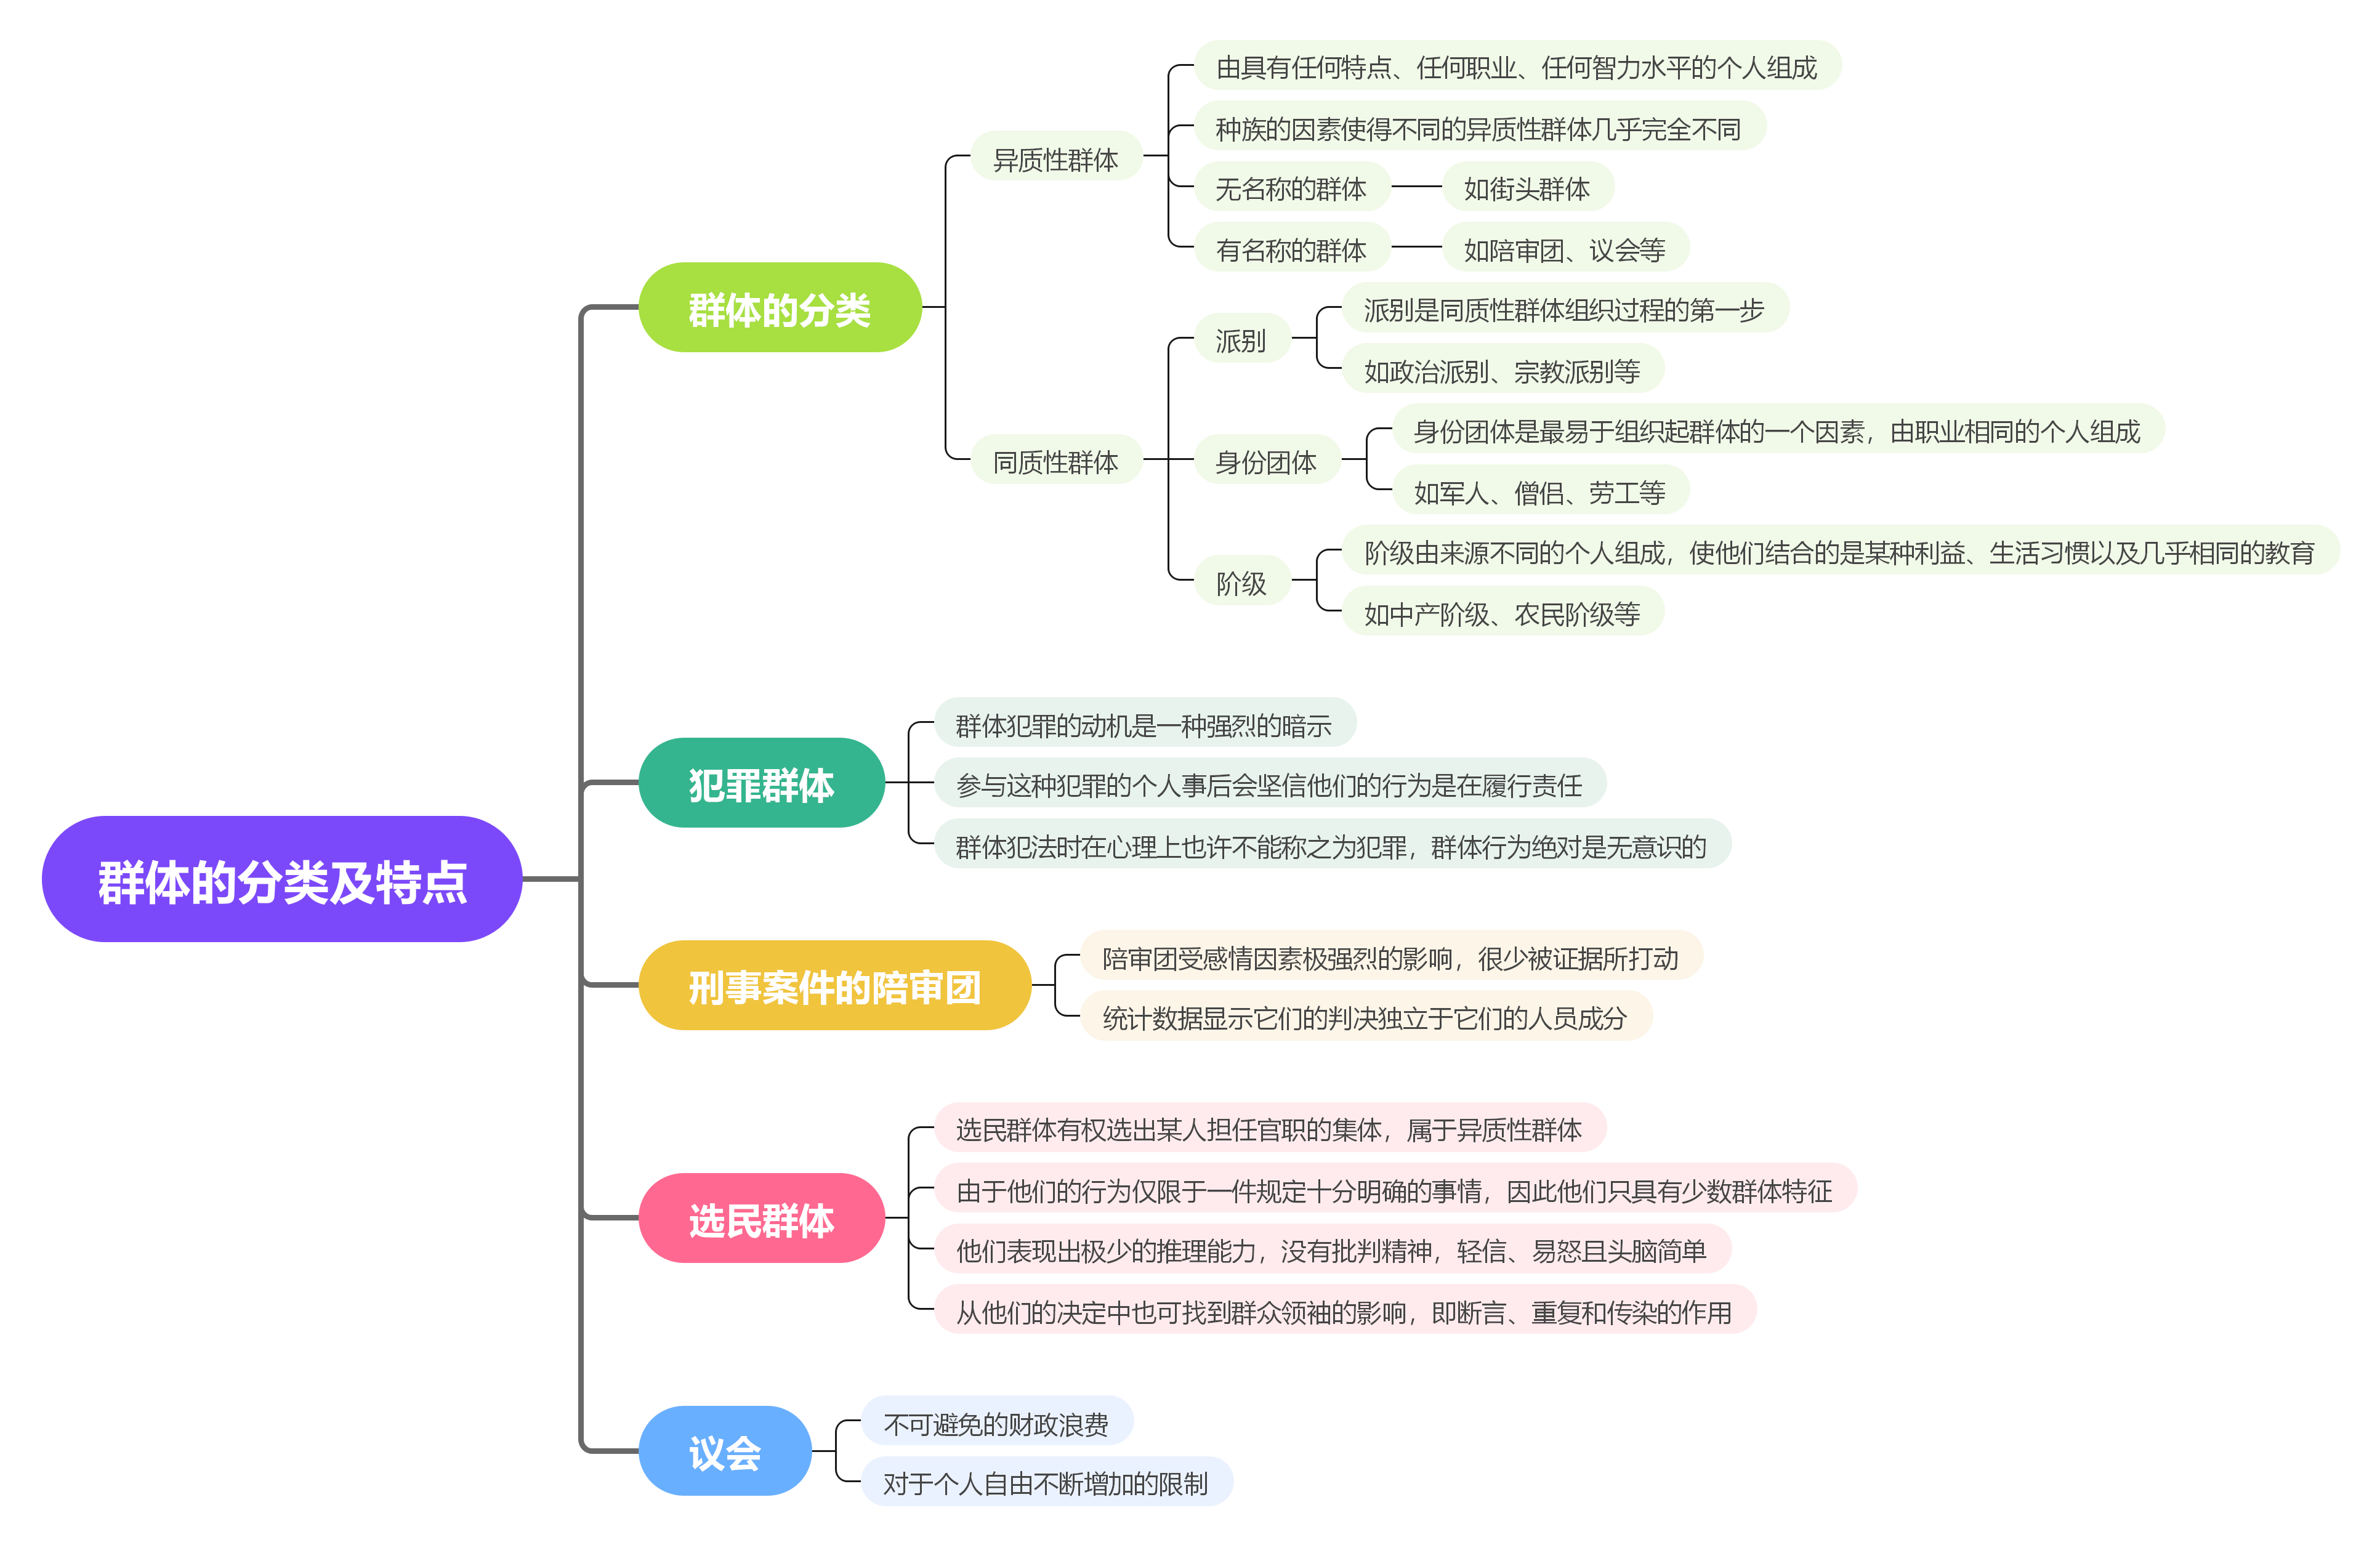 群体的分类及特点
群体的分类
异质性群体
由具有任何特点、任何职业、任何智力水平的个人组成
种族的因素使得不同的异质性群体几乎完全不同
无名称的群体
如街头群体
有名称的群体
如陪审团、议会等
同质性群体
派别
派别是同质性群体组织过程的第一步
如政治派别、宗教派别等
身份团体
身份团体是最易于组织起群体的一个因素，由职业相同的个人组成
如军人、僧侣、劳工等
阶级
阶级由来源不同的个人组成，使他们结合的是某种利益、生活习惯以及几乎相同的教育
如中产阶级、农民阶级等
犯罪群体
群体犯罪的动机是一种强烈的暗示
参与这种犯罪的个人事后会坚信他们的行为是在履行责任
群体犯法时在心理上也许不能称之为犯罪，群体行为绝对是无意识的
刑事案件的陪审团
陪审团受感情因素极强烈的影响，很少被证据所打动
统计数据显示它们的判决独立于它们的人员成分
选民群体
选民群体有权选出某人担任官职的集体，属于异质性群体
由于他们的行为仅限于一件规定十分明确的事情，因此他们只具有少数群体特征
他们表现出极少的推理能力，没有批判精神，轻信、易怒且头脑简单
从他们的决定中也可找到群众领袖的影响，即断言、重复和传染的作用
议会
不可避免的财政浪费
对于个人自由不断增加的限制